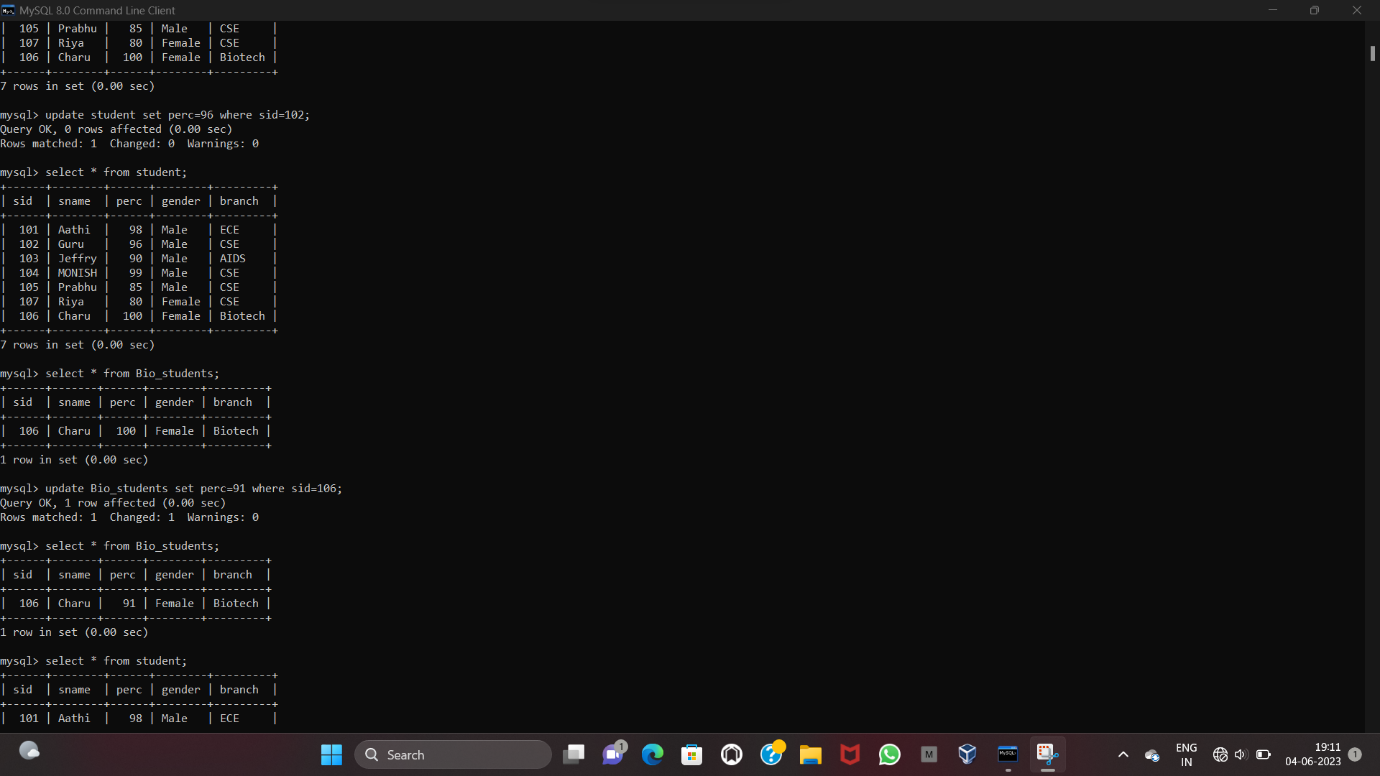 MySQL 8.0 Command Line Client
| 105 | Prabhu | 85 | Male | CSE |
| 107 | Riya | 80 | Female | CSE |
| 106 | Charu | 100 | Female | Biotech |
+------+--------+------+--------+---------+
7 rows in set (0.00 sec)
mysql> update student set perc=96 where sid=102;
Query OK, 0 rows affected (0.00 sec)
Rows matched: 1  Changed: 0  Warnings: 0
mysql> select * from student;
+------+--------+------+--------+---------+
| sid | sname | perc | gender | branch |
+------+--------+------+--------+---------+
| 101 | Aathi | 98 | Male | ECE |
| 102 | Guru | 96 | Male | CSE |
| 103 | Jeffry | 90 | Male | AIDS |
| 104 | MONISH | 99 | Male | CSE |
| 105 | Prabhu | 85 | Male | CSE |
| 107 | Riya | 80 | Female | CSE |
| 106 | Charu | 100 | Female | Biotech |
+------+--------+------+--------+---------+
7 rows in set (0.00 sec)
mysql> select * from Bio_students;
+------+-------+------+--------+---------+
| sid | sname | perc | gender | branch |
+------+-------+------+--------+---------+
| 106 | Charu | 100 | Female | Biotech |
+------+-------+------+--------+---------+
1 row in set (0.00 sec)
mysql> update Bio_students set perc=91 where sid=106;
Query OK, 1 row affected (0.00 sec)
Rows matched: 1  Changed: 1  Warnings: 0
mysql> select * from Bio_students;
+------+-------+------+--------+---------+
| sid | sname | perc | gender | branch |
+------+-------+------+--------+---------+
| 106 | Charu | 91 | Female | Biotech |
+------+-------+------+--------+---------+
1 row in set (0.00 sec)
mysql> select * from student;
+------+--------+------+--------+---------+
| sid | sname | perc | gender | branch |
+------+--------+------+--------+---------+
| 101 | Aathi | 98 | Male | ECE |
Search
1
M
ENG
IN
19:11
04-06-2023
1